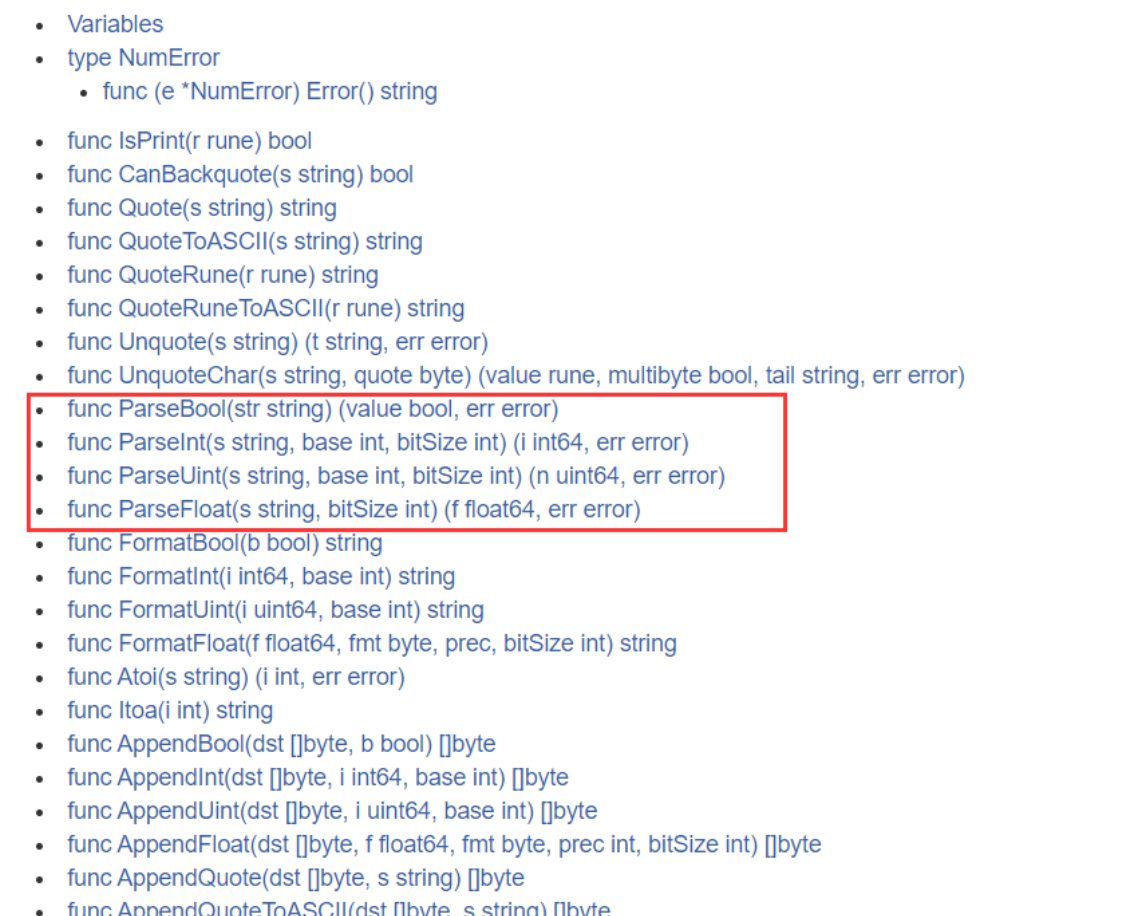 Variables
type NumError
func (e *NumError) Error() string
func IsPrint(r rune) bool
func CanBackquote(s string) bool
func Quote(s string) string
func QuoteToASCII(s string) string
func QuoteRune(r rune) string
func QuoteRuneToASCII(r rune) string
func Unquote(s string) (t string, err error)
func UnquoteChar(s string, quote byte) (value rune, multibyte bool, tail string, err error)
func ParseBool(str string) (value bool, err error)
func ParseInt(s string, base int, bitSize int) (i int64, err error)
func ParseUint(s string, base int, bitSize int) (n uint64, err error)
func ParseFloat(s string, bitSize int) (f float64, err error)
func FormatBool(b bool) string
func FormatInt(i int64, base int) string
func FormatUint(i uint64, base int) string
func FormatFloat(f float64, fmt byte, prec, bitSize int) string
func Atoi(s string) (i int, err error)
func Itoa(i int) string
func AppendBool(dst []byte, b bool) []byte
func AppendInt(dst []byte, i int64, base int) []byte
func AppendUint(dst []byte, i uint64, base int) []byte
func AppendFloat(dst []byte, f float64, fmt byte, prec int, bitSize int) []byte
func AppendQuote(dst []byte, s string) []byte
func AppendQuoteToASCII(dst []byte, s string) []byte